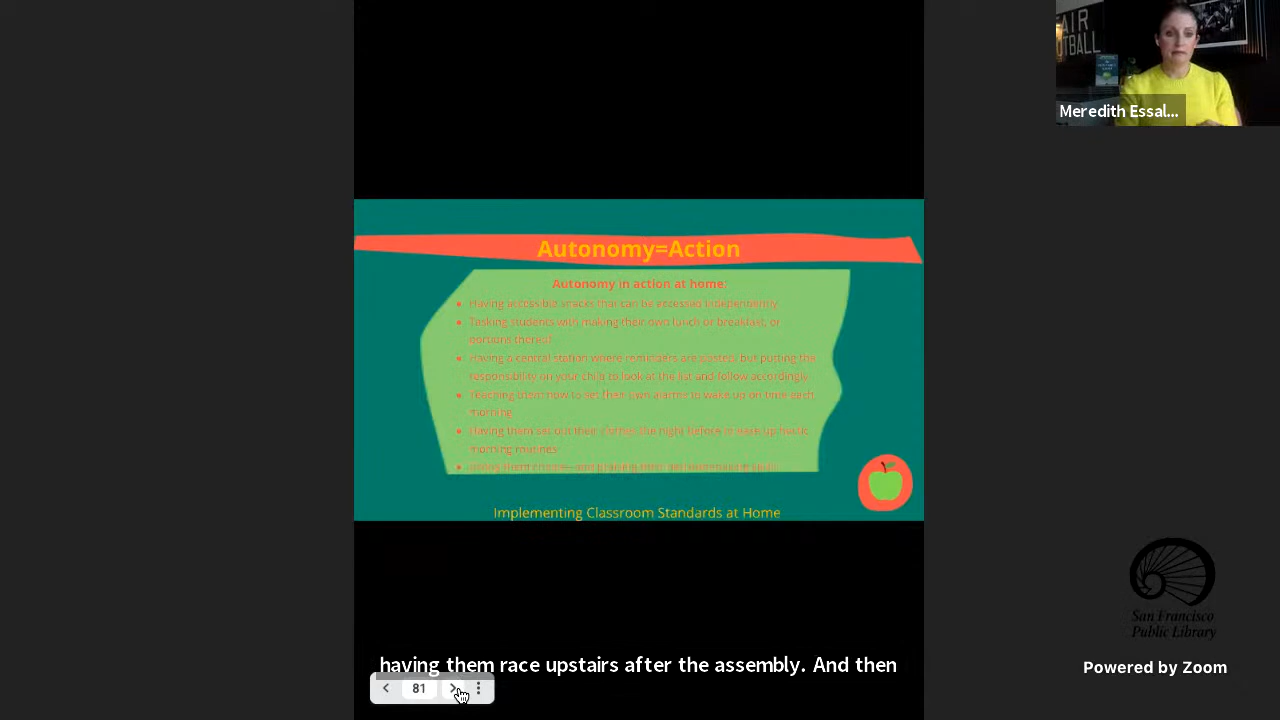 AIR
OTBALL
Meredith Essal...
Autonomy=Action
Autonomy in action at home:
Having accessible snacks that can be accessed independently
Tasking students with making their own lunch or breakfast, or
portions thereof
Having a central station where reminders are posted but putting the
responsibility on your child to look at the list and follow accordingly
Teaching them how to set their own alarms to wake up on time each
morning
Having them set out their clothes the night before to ease up hectic
morning routines
Implementing Classroom Standards at Home
San Francisco
Public Library
having them race upstairs after the assembly. And then
Powered by Zoom
81